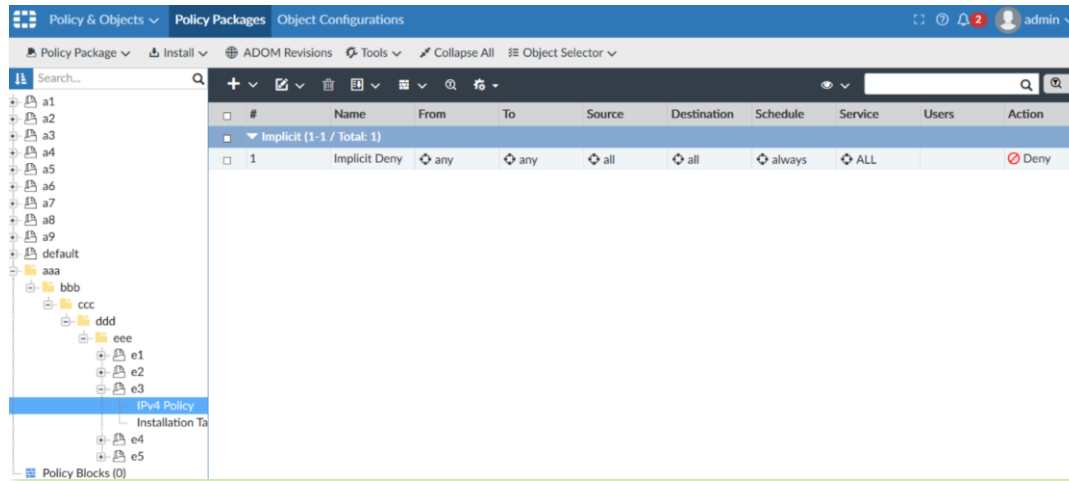 Policy & Objects Policy Packages Object Configurations 2 admin
Policy Package Install ADOM Revisions Tools Collapse All Object Selector
Search...
a1
a2
a3
a4
a5
a6
a7
a8
a9
default
aaa
bbb
ccc
ddd
eee
e1
e2
e3
IPv4 Policy
Installation Ta
e4
e5
Policy Blocks (0)
# Name From To Source Destination Schedule Service Users Action
Implicit (1-1 / Total: 1)
1 Implicit Deny any any all all always ALL Deny